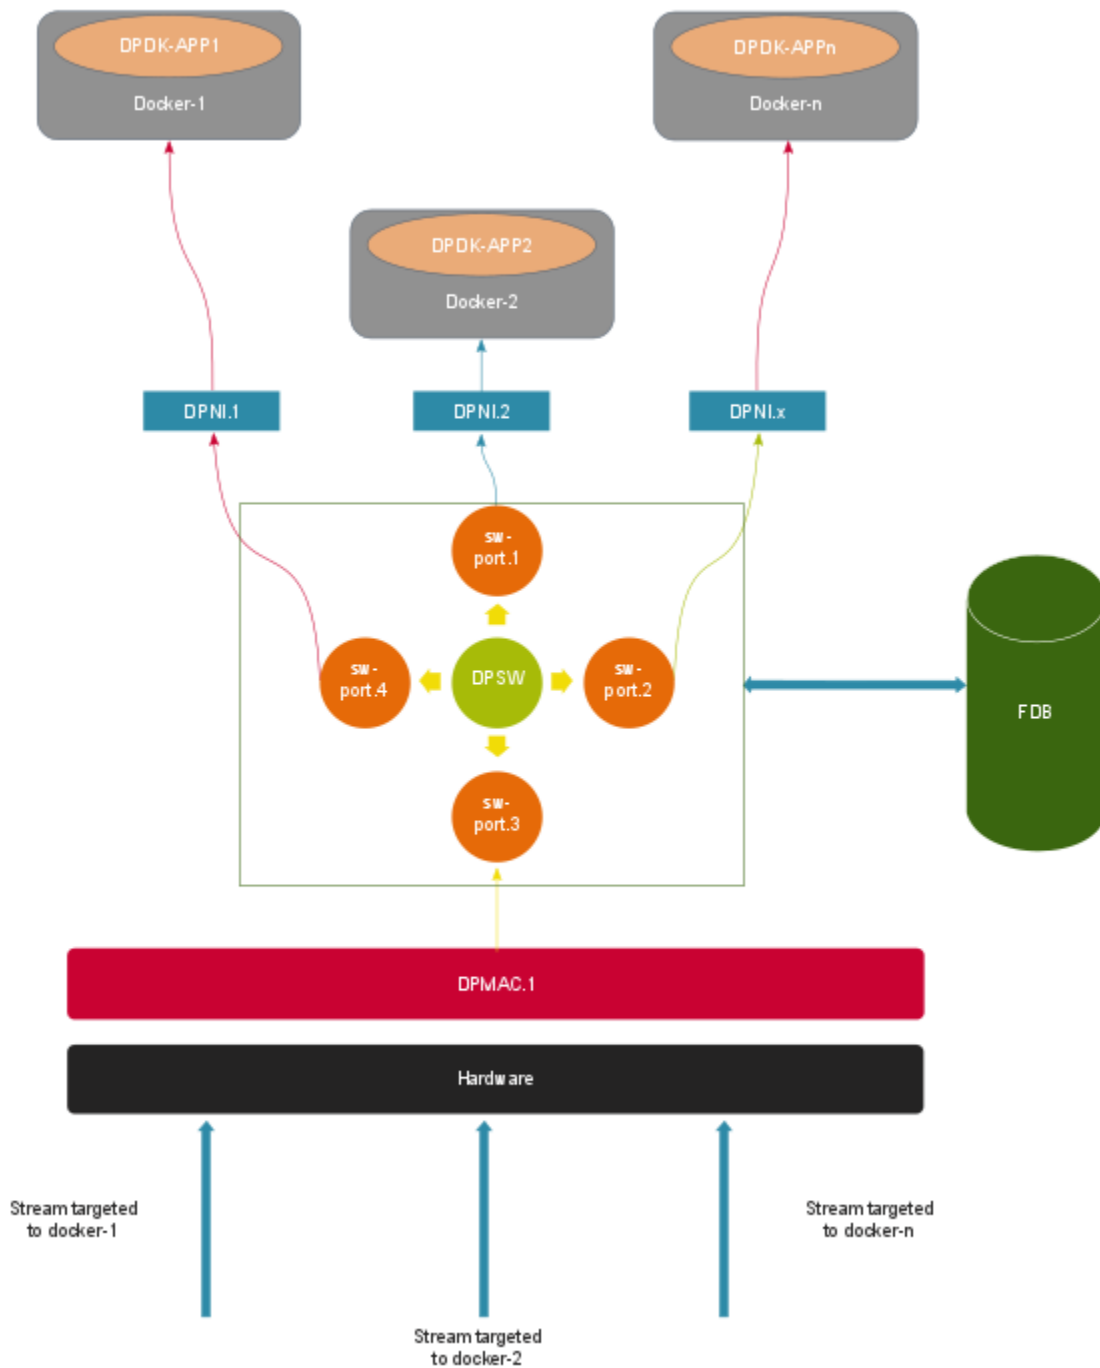 DPDK-APP1
Docker-1
DPDK-APPn
Docker-n
DPDK-APP2
Docker-2
DPNI.1
DPNI.2
DPNI.x
sw-
port.1
sw-
port.4
DPSW
sw-
port.2
sw-
port.3
FDB
DPMAC.1
Hardware
Stream targeted
to docker-1
Stream targeted
to docker-n
Stream targeted
to docker-2